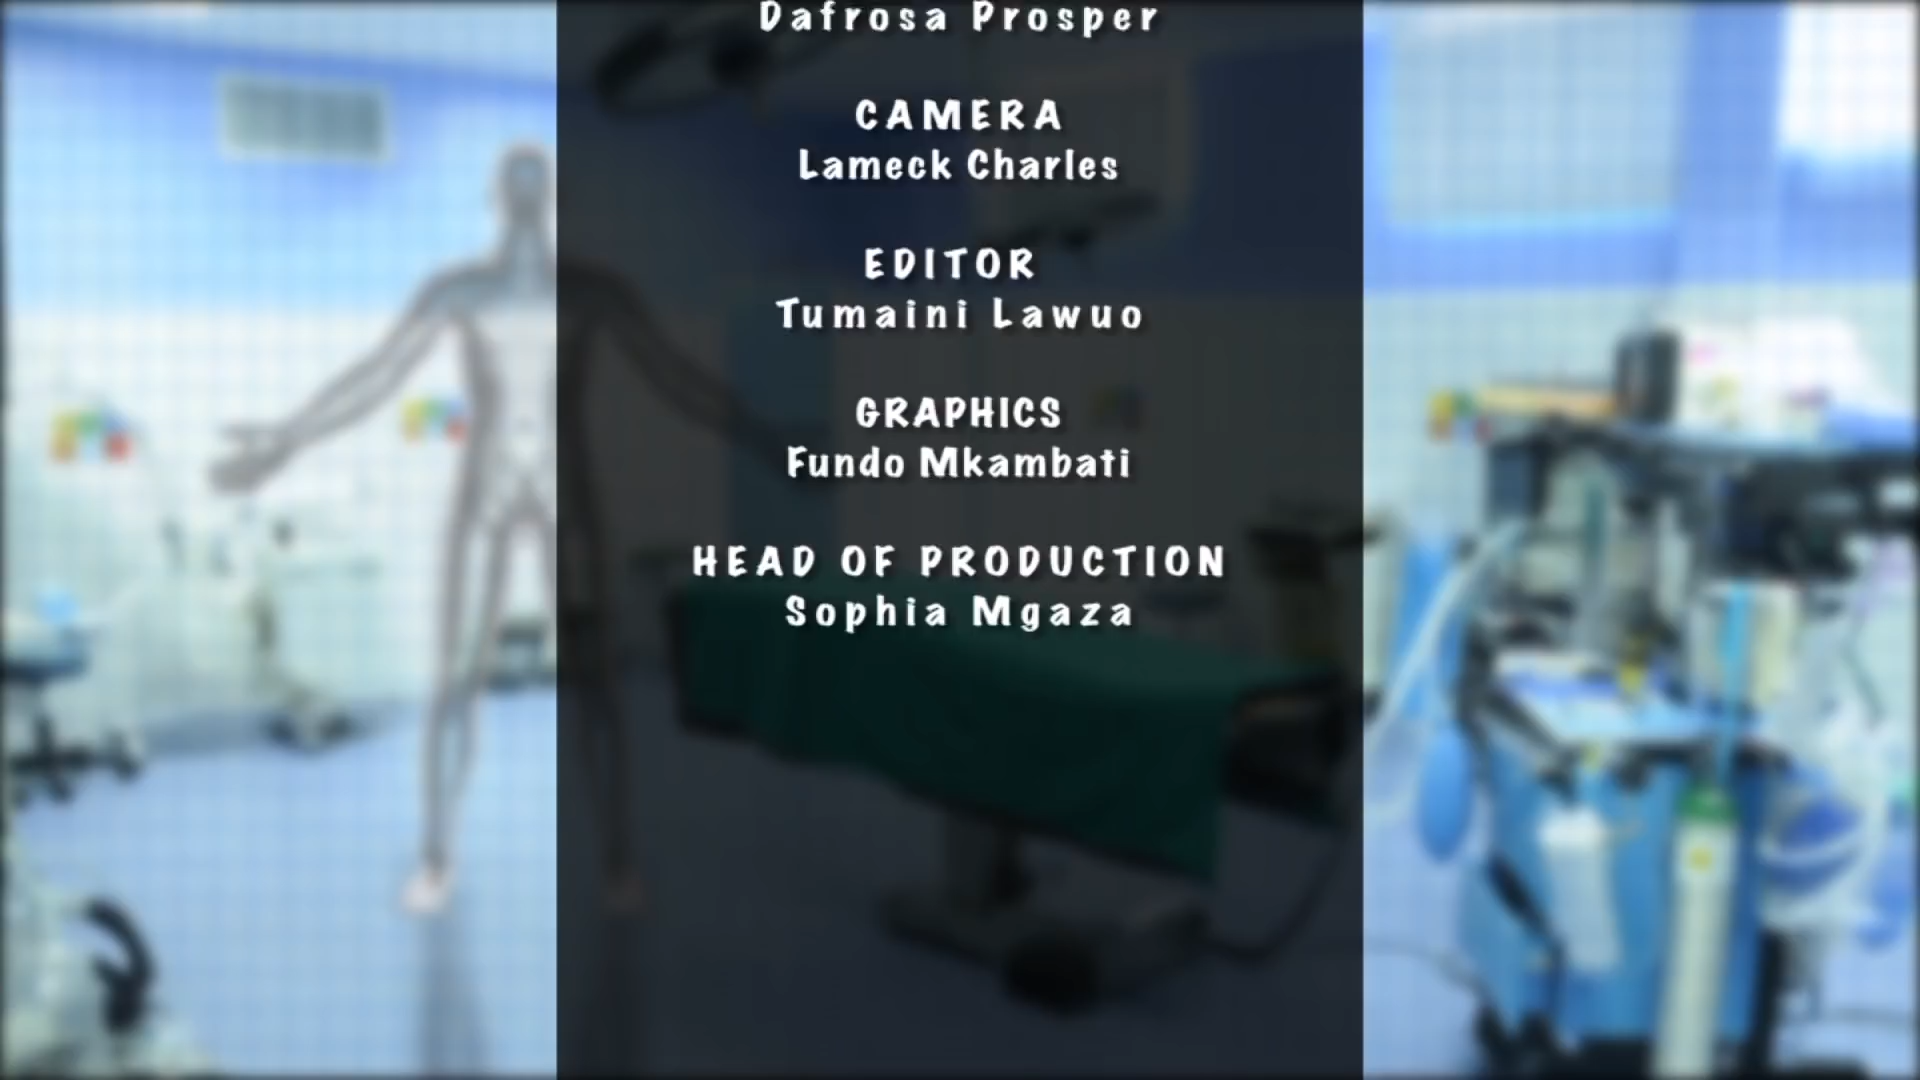 Dafrosa Prosper
CAMERA
Lameck Charles
EDITOR
Tumaini Lawuo
GRAPHICS
Fundo Mkambati
HEAD OF PRODUCTION
Sophia Mgaza